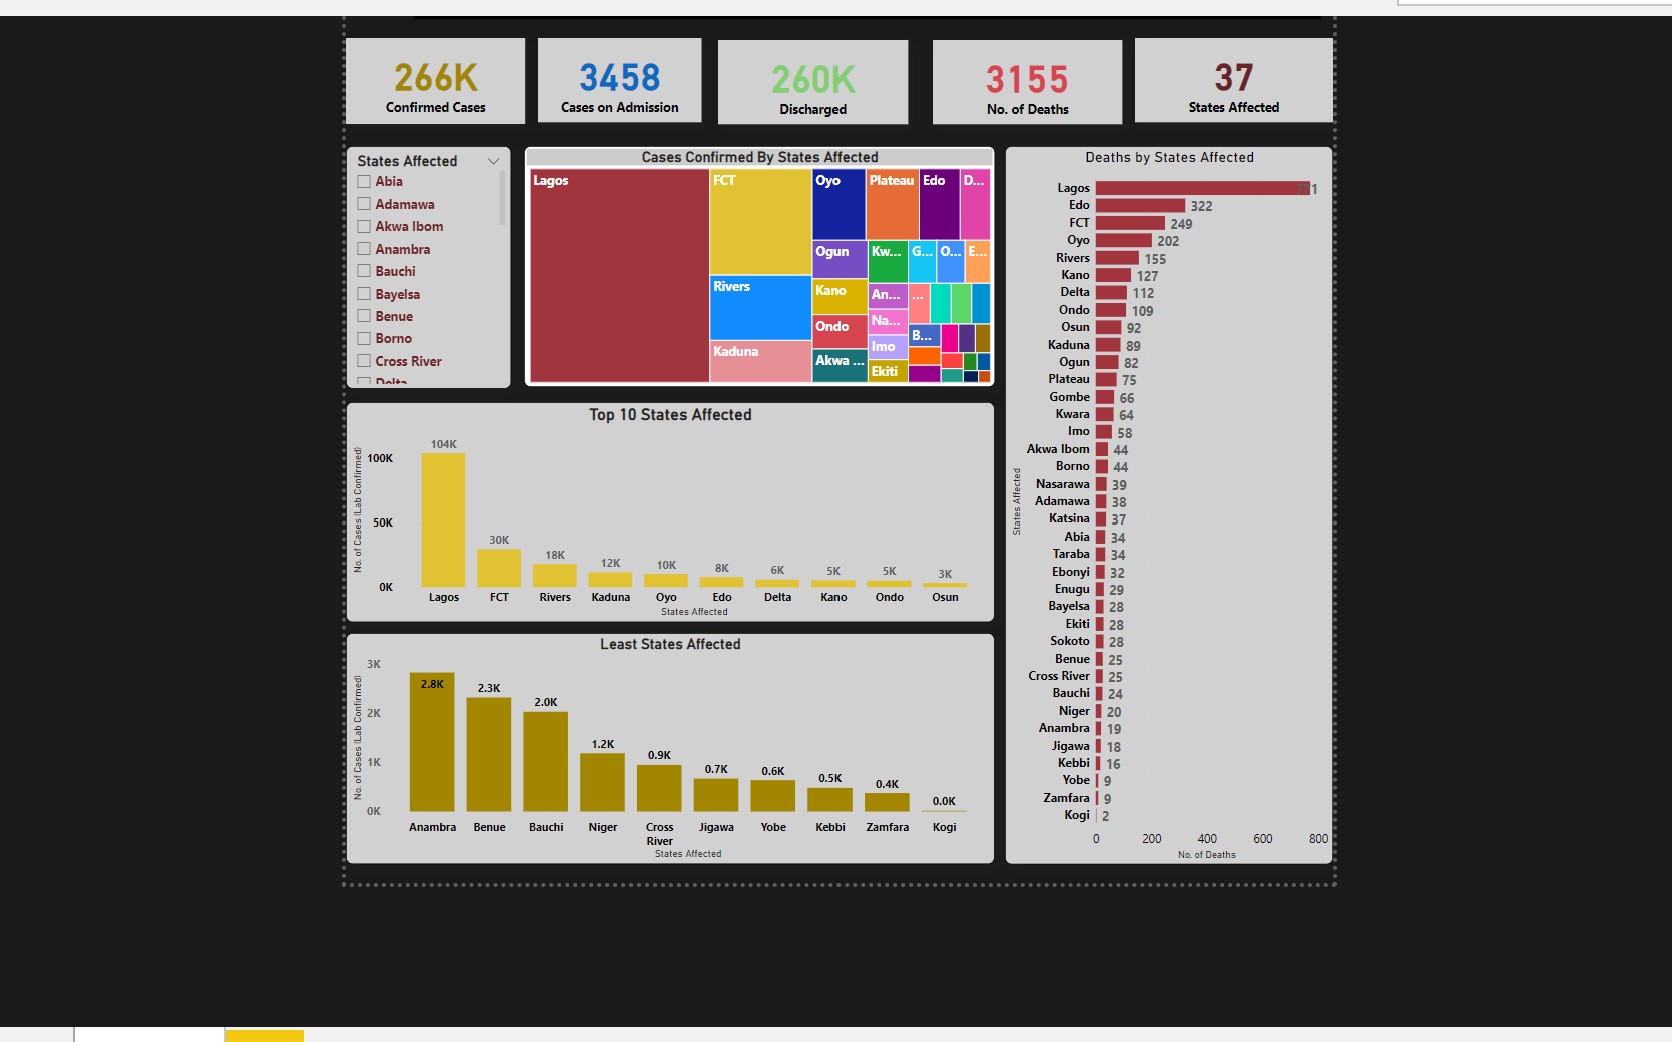 266K
Confirmed Cases
3458
Cases on Admission
260K
Discharged
3155
No. of Deaths
37
States Affected
States Affected
Abia
Adamawa
Akwa Ibom
Anambra
Bauchi
Bayelsa
Benue
Borno
Cross River
Delta
Cases Confirmed By States Affected
Lagos
FCT
Rivers
Kaduna
Oyo
Plateau
Edo
D...
Ogun
Kw...
G...
O...
E...
Kano
An...
...
Ondo
Na...
B...
Imo
Akwa ...
Ekiti
Top 10 States Affected
No. of Cases (Lab Confirmed)
100K
50K
0K
104K
30K
18K
12K
10K
8K
6K
5K
5K
3K
Lagos
FCT
Rivers
Kaduna
Oyo
Edo
Delta
Kano
Ondo
Osun
States Affected
Least States Affected
No. of Cases (Lab Confirmed)
3K
2K
1K
0K
2.8K
2.3K
2.0K
1.2K
0.9K
0.7K
0.6K
0.5K
0.4K
0.0K
Anambra
Benue
Bauchi
Niger
Cross
River
Jigawa
Yobe
Kebbi
Zamfara
Kogi
States Affected
Deaths by States Affected
States Affected
Lagos 771
Edo 322
FCT 249
Oyo 202
Rivers 155
Kano 127
Delta 112
Ondo 109
Osun 92
Kaduna 89
Ogun 82
Plateau 75
Gombe 66
Kwara 64
Imo 58
Akwa Ibom 44
Borno 44
Nasarawa 39
Adamawa 38
Katsina 37
Abia 34
Taraba 34
Ebonyi 32
Enugu 29
Bayelsa 28
Ekiti 28
Sokoto 28
Benue 25
Cross River 25
Bauchi 24
Niger 20
Anambra 19
Jigawa 18
Kebbi 16
Yobe 9
Zamfara 9
Kogi 2
0 200 400 600 800
No. of Deaths